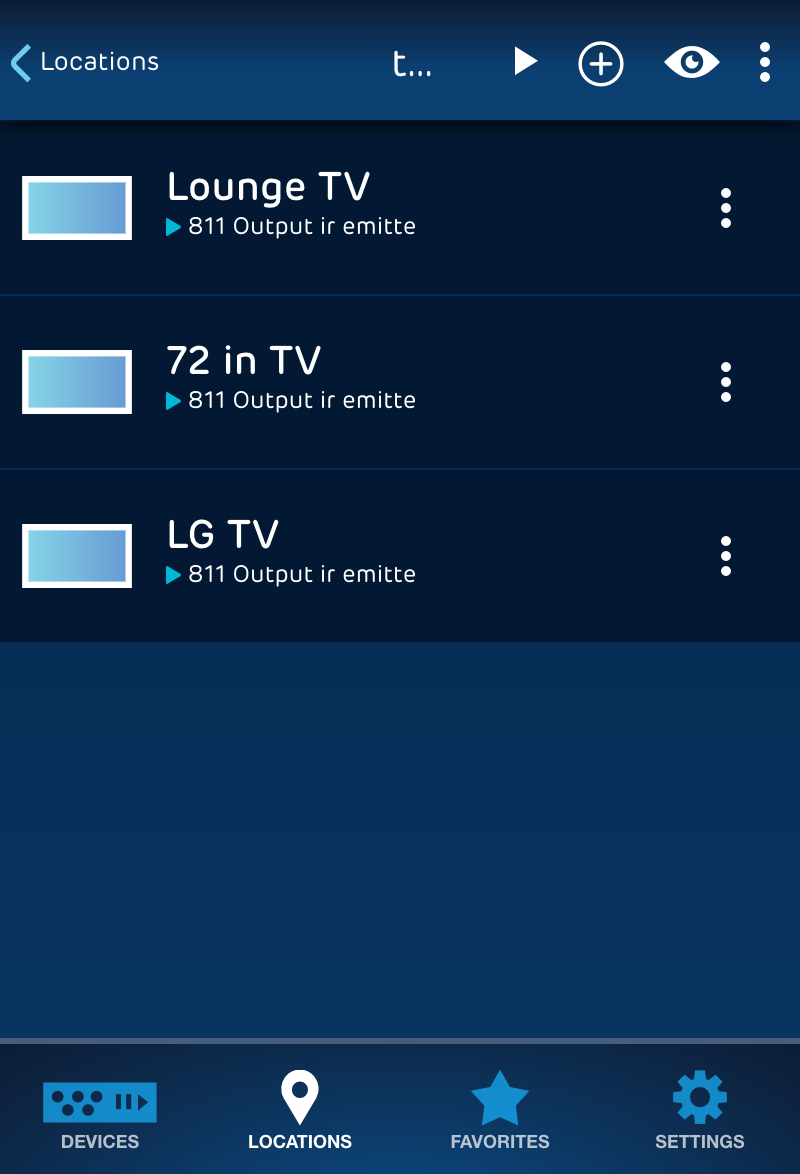 Locations
t...
Lounge TV
811 Output ir emitte
72 in TV
811 Output ir emitte
LG TV
811 Output ir emitte
DEVICES
LOCATIONS
FAVORITES
SETTINGS